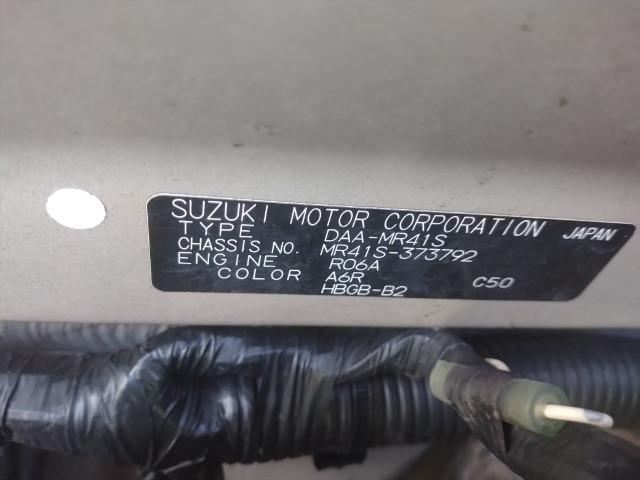 SUZUKI MOTOR CORPORATION JAPAN
TYPE DAA-MR41S
CHASSIS NO. MR41S-373792
ENGINE R06A
COLOR A6R C50
HBGB-B2